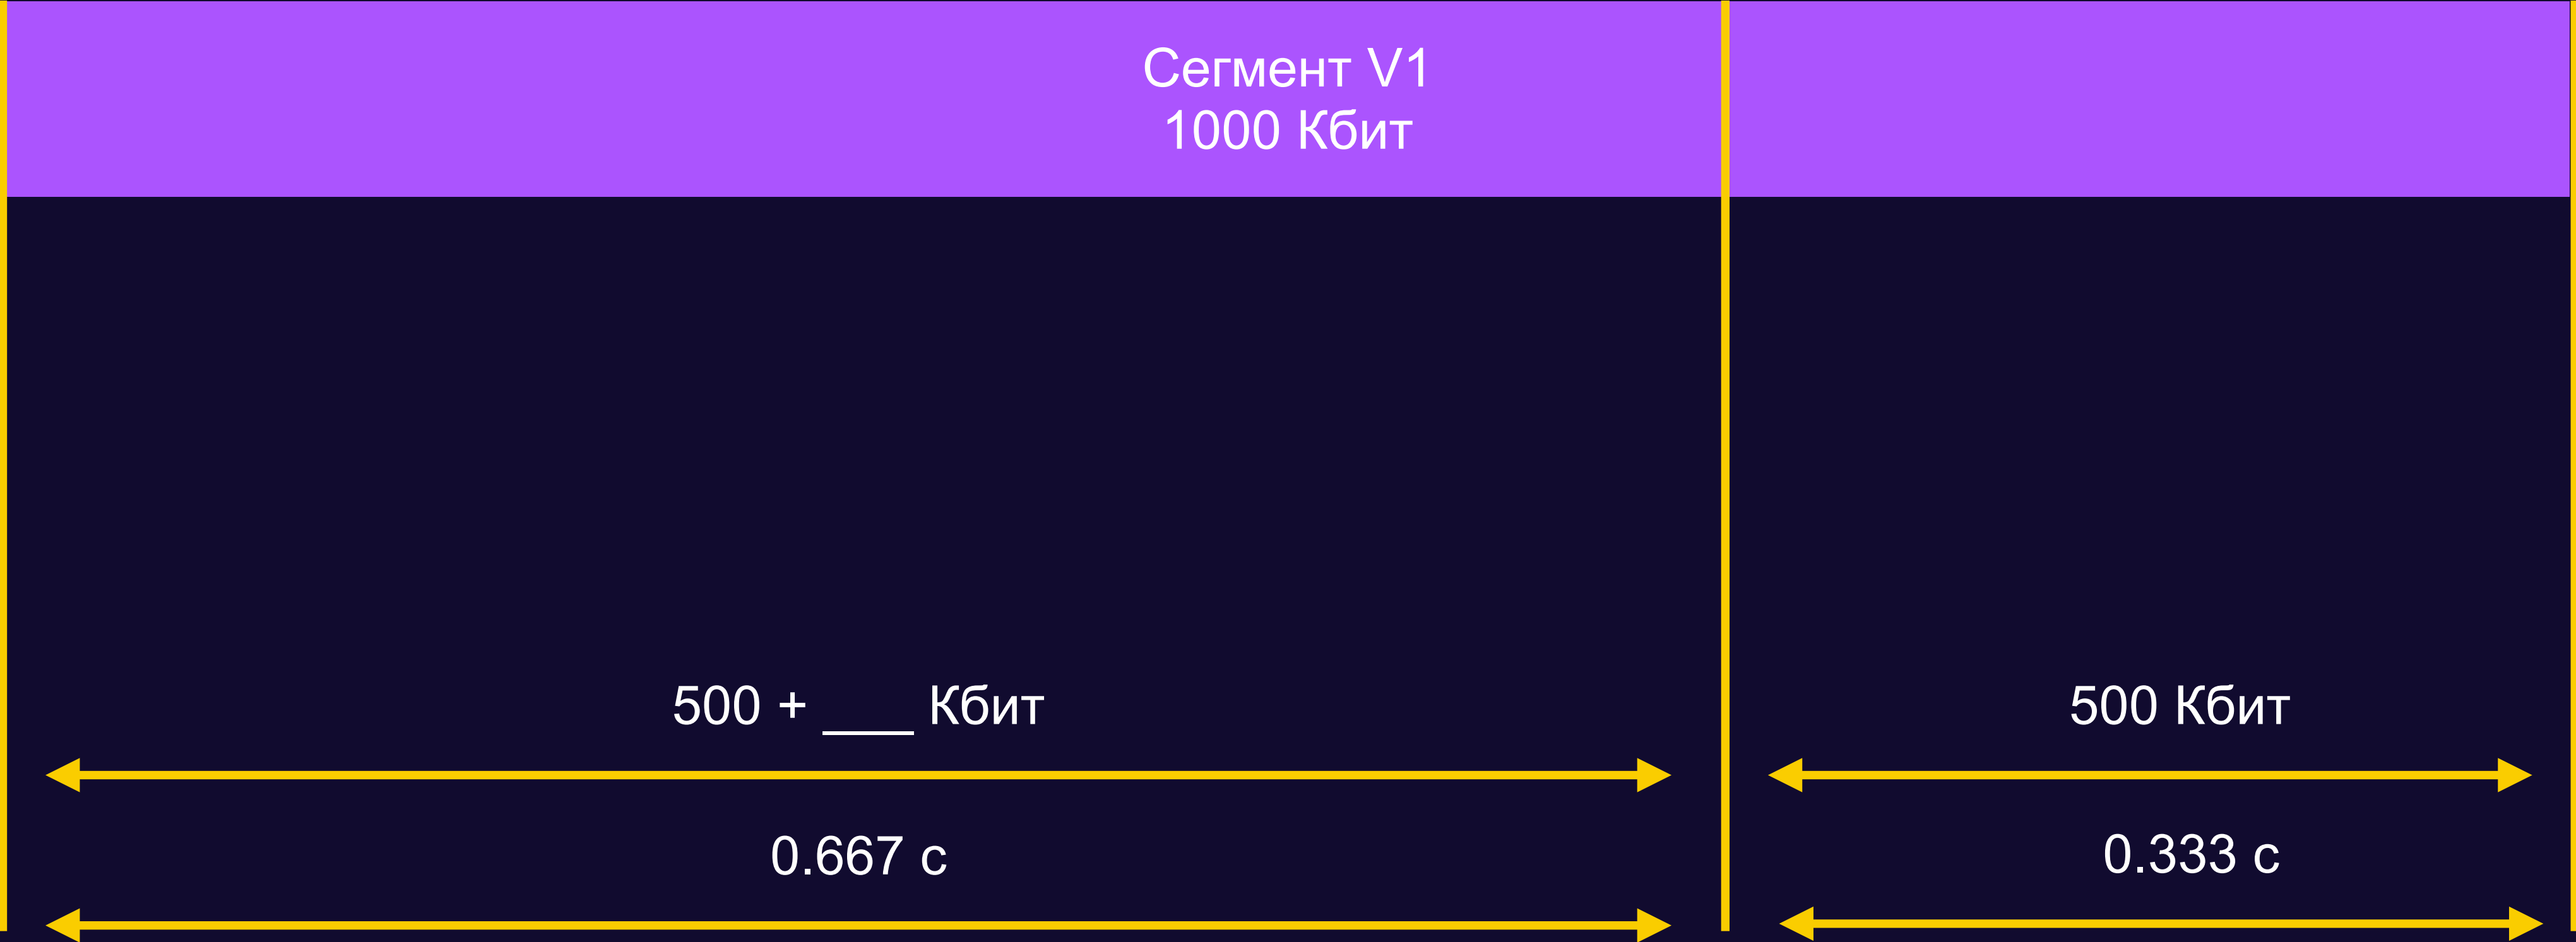 Сегмент V1
1000 Кбит
500 + ___ Кбит
500 Кбит
0.667 с
0.333 с